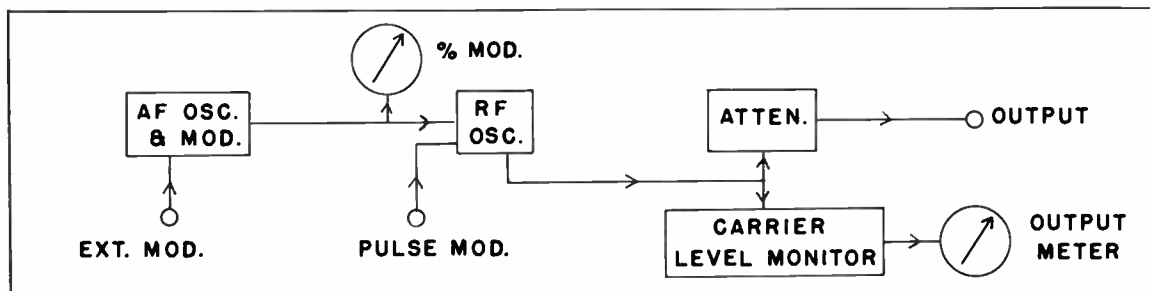 % MOD.
AF OSC.
& MOD.
RF
OSC.
ATTEN.
OUTPUT
EXT. MOD.
PULSE MOD.
CARRIER
LEVEL MONITOR
OUTPUT
METER